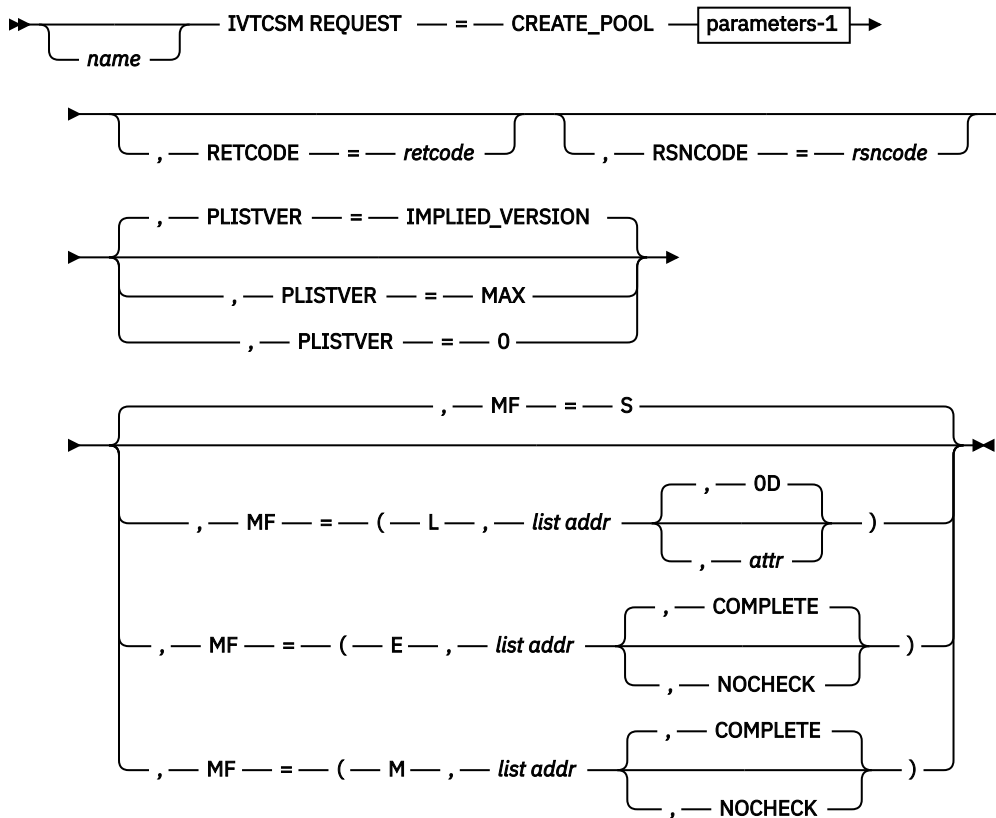 IVTCSM REQUEST = CREATE_POOL parameters-1
name
, RETCODE = retcode , RSNCODE = rsncode
, PLISTVER = IMPLIED_VERSION
, PLISTVER = MAX
, PLISTVER = 0
, MF = S
, 0D
, MF = ( L , list addr )
, attr
, COMPLETE
, MF = ( E , list addr )
, NOCHECK
, COMPLETE
, MF = ( M , list addr )
, NOCHECK